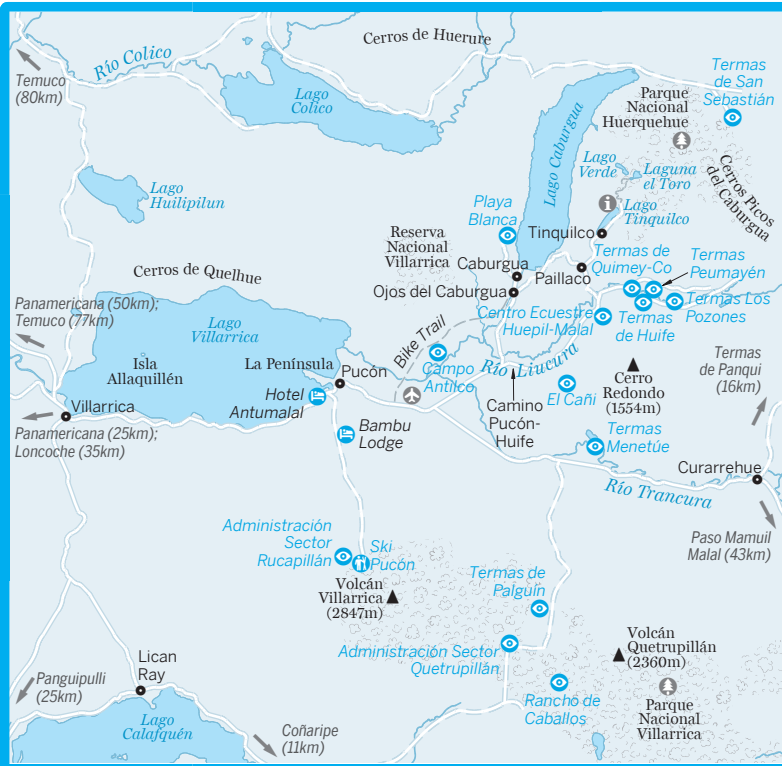 Cerros de Huerure
Río Colico
Temuco
(80km)
Lago
Colico
Termas
de San
Sebastián
Parque
Nacional
Huerquehue
Lago Caburgua
Lago
Verde
Laguna
el Toro
Cerros Picos
del Caburgua
Lago
Huilipilun
Playa
Blanca
Lago
Tinquilco
Tinquilco
Reserva
Nacional
Villarrica
Termas de
Quimey-Co
Termas
Peumayén
Cerros de Quelhue
Caburgua
Paillaco
Ojos del Caburgua
Panamericana (50km);
Temuco (77km)
Centro Ecuestre
Huepil-Malal
Termas
de Huife
Termas Los
Pozones
Lago
Villarrica
Bike Trail
Río Liucura
Isla
Allaquillén
La Península
Pucón
Campo
Antilco
Cerro
Redondo
(1554m)
Termas
de Panqui
(16km)
Hotel
Antumalal
El Cañi
Camino
Pucón-
Huife
Villarrica
Bambu
Lodge
Panamericana (25km);
Loncoche (35km)
Termas
Menetúe
Curarrehue
Río Trancura
Paso Mamuil
Malal (43km)
Administración
Sector
Rucapillán
Ski
Pucón
Volcán
Villarrica
(2847m)
Termas de
Palguín
Volcán
Quetrupillán
(2360m)
Administración Sector
Quetrupillán
Lican
Ray
Panguipulli
(25km)
Rancho de
Caballos
Parque
Nacional
Villarrica
Lago
Calafquén
Coñaripe
(11km)